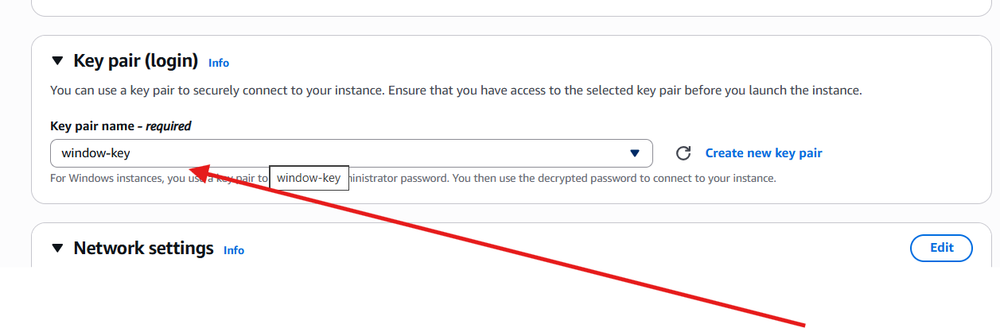 Key pair (login) Info
You can use a key pair to securely connect to your instance. Ensure that you have access to the selected key pair before you launch the instance.
Key pair name - required
window-key
Create new key pair
For Windows instances, you use a key pair to window-key ministrator password. You then use the decrypted password to connect to your instance.
Network settings Info
Edit